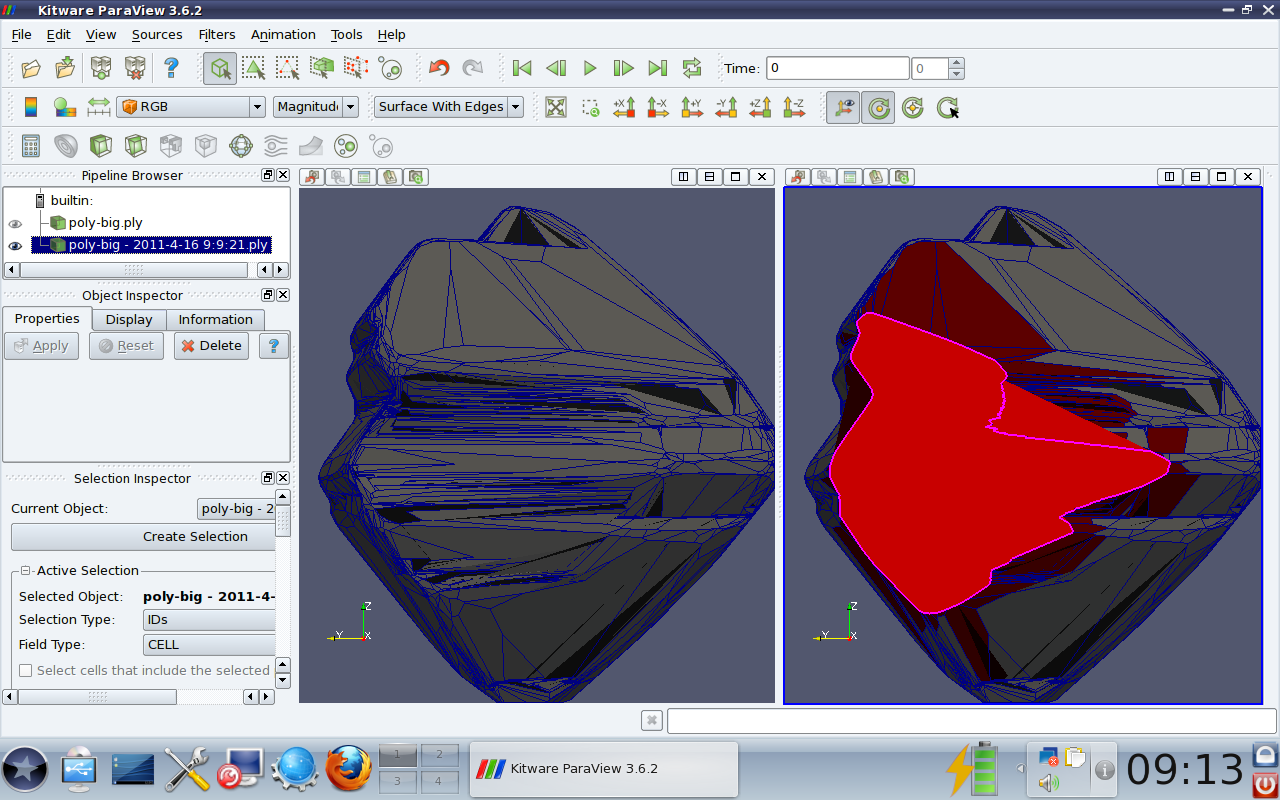 Kitware ParaView 3.6.2
File Edit View Sources Filters Animation Tools Help
Time: 0 0
RGB Magnitud Surface With Edges
+X -X +Y -Y +Z -Z
Pipeline Browser
builtin:
poly-big.ply
poly-big - 2011-4-16 9:9:21.ply
Object Inspector
Properties Display Information
Apply Reset Delete ?
Selection Inspector
Current Object: poly-big - 2
Create Selection
Active Selection
Selected Object: poly-big - 2011-4-
Selection Type: IDs
Field Type: CELL
Select cells that include the selected
Z
Y X
Z
Y X
1 2
3 4
Kitware ParaView 3.6.2
09:13